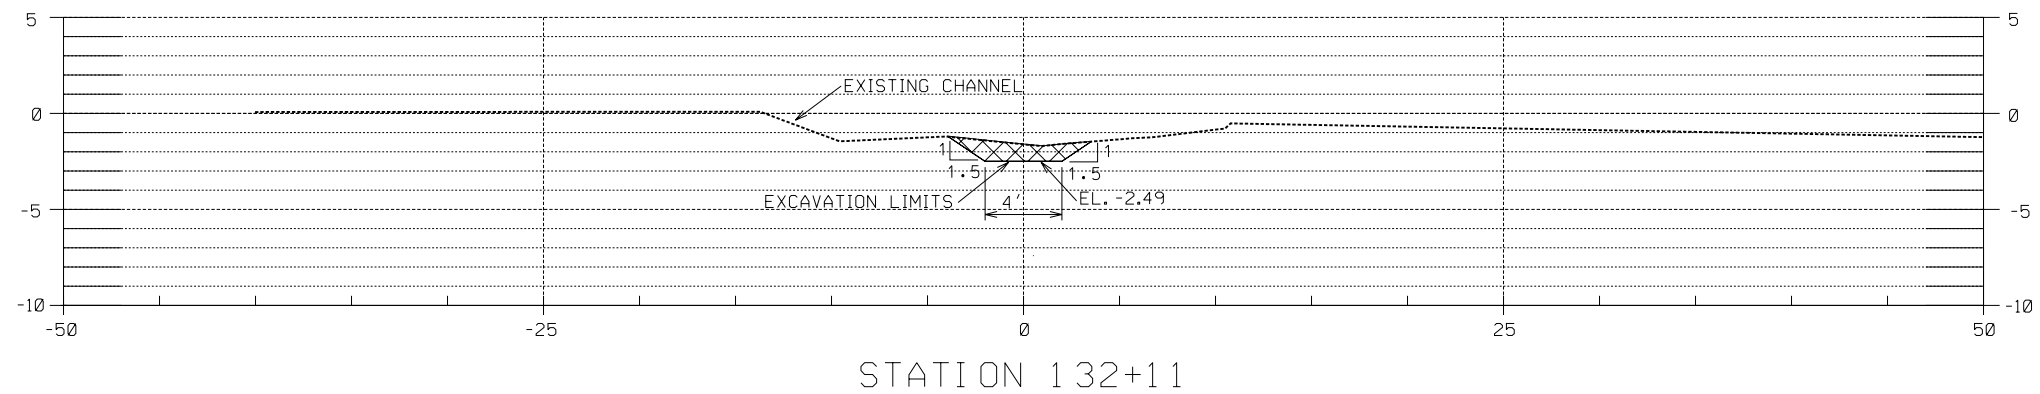 5 5
EXISTING CHANNEL
0 0
1 1
1.5 1.5
EXCAVATION LIMITS 4' EL. -2.49
-5 -5
-10 -10
-50 -25 0 25 50
STATION 132+11